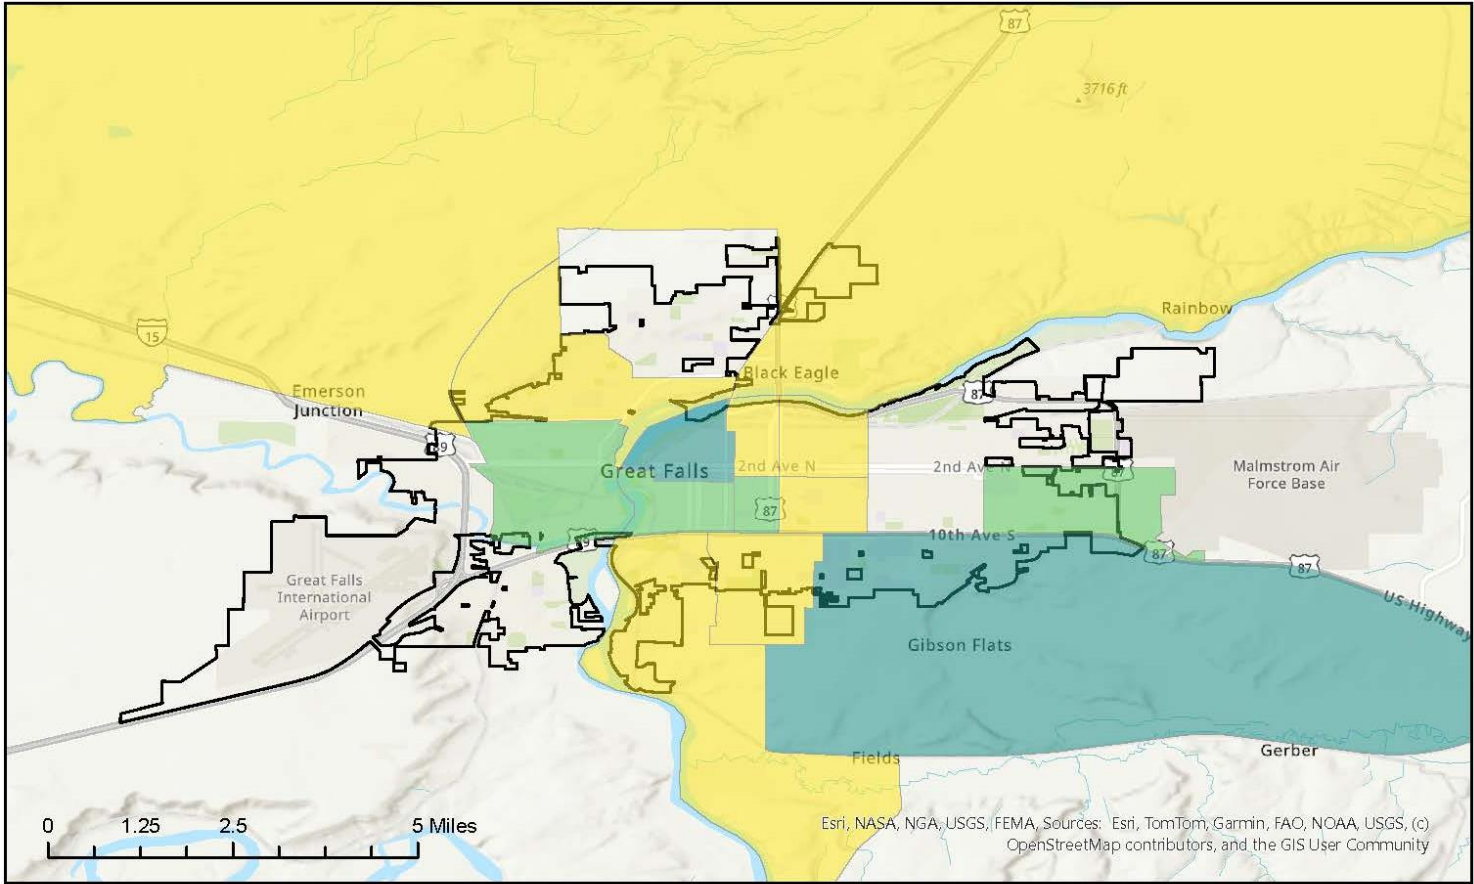 87
3716 ft
Rainbow
15
Black Eagle
Emerson
Junction
87
Great Falls
2nd Ave N
2nd Ave N
Malmstrom Air
Force Base
87
10th Ave S
87
87
Great Falls
International
Airport
US Highway
Gibson Flats
Gerber
Fields
0 1.25 2.5 5 Miles
Esri, NASA, NGA, USGS, FEMA, Sources: Esri, TomTom, Garmin, FAO, NOAA, USGS, (c)
OpenStreetMap contributors, and the GIS User Community